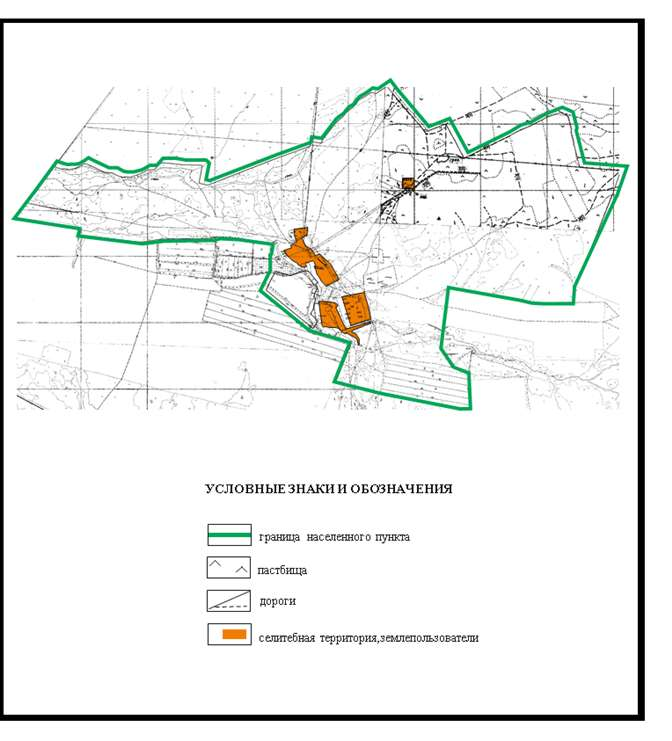 УСЛОВНЫЕ ЗНАКИ И ОБОЗНАЧЕНИЯ
граница населенного пункта
пастбища
дороги
селитебная территория,землепользователи